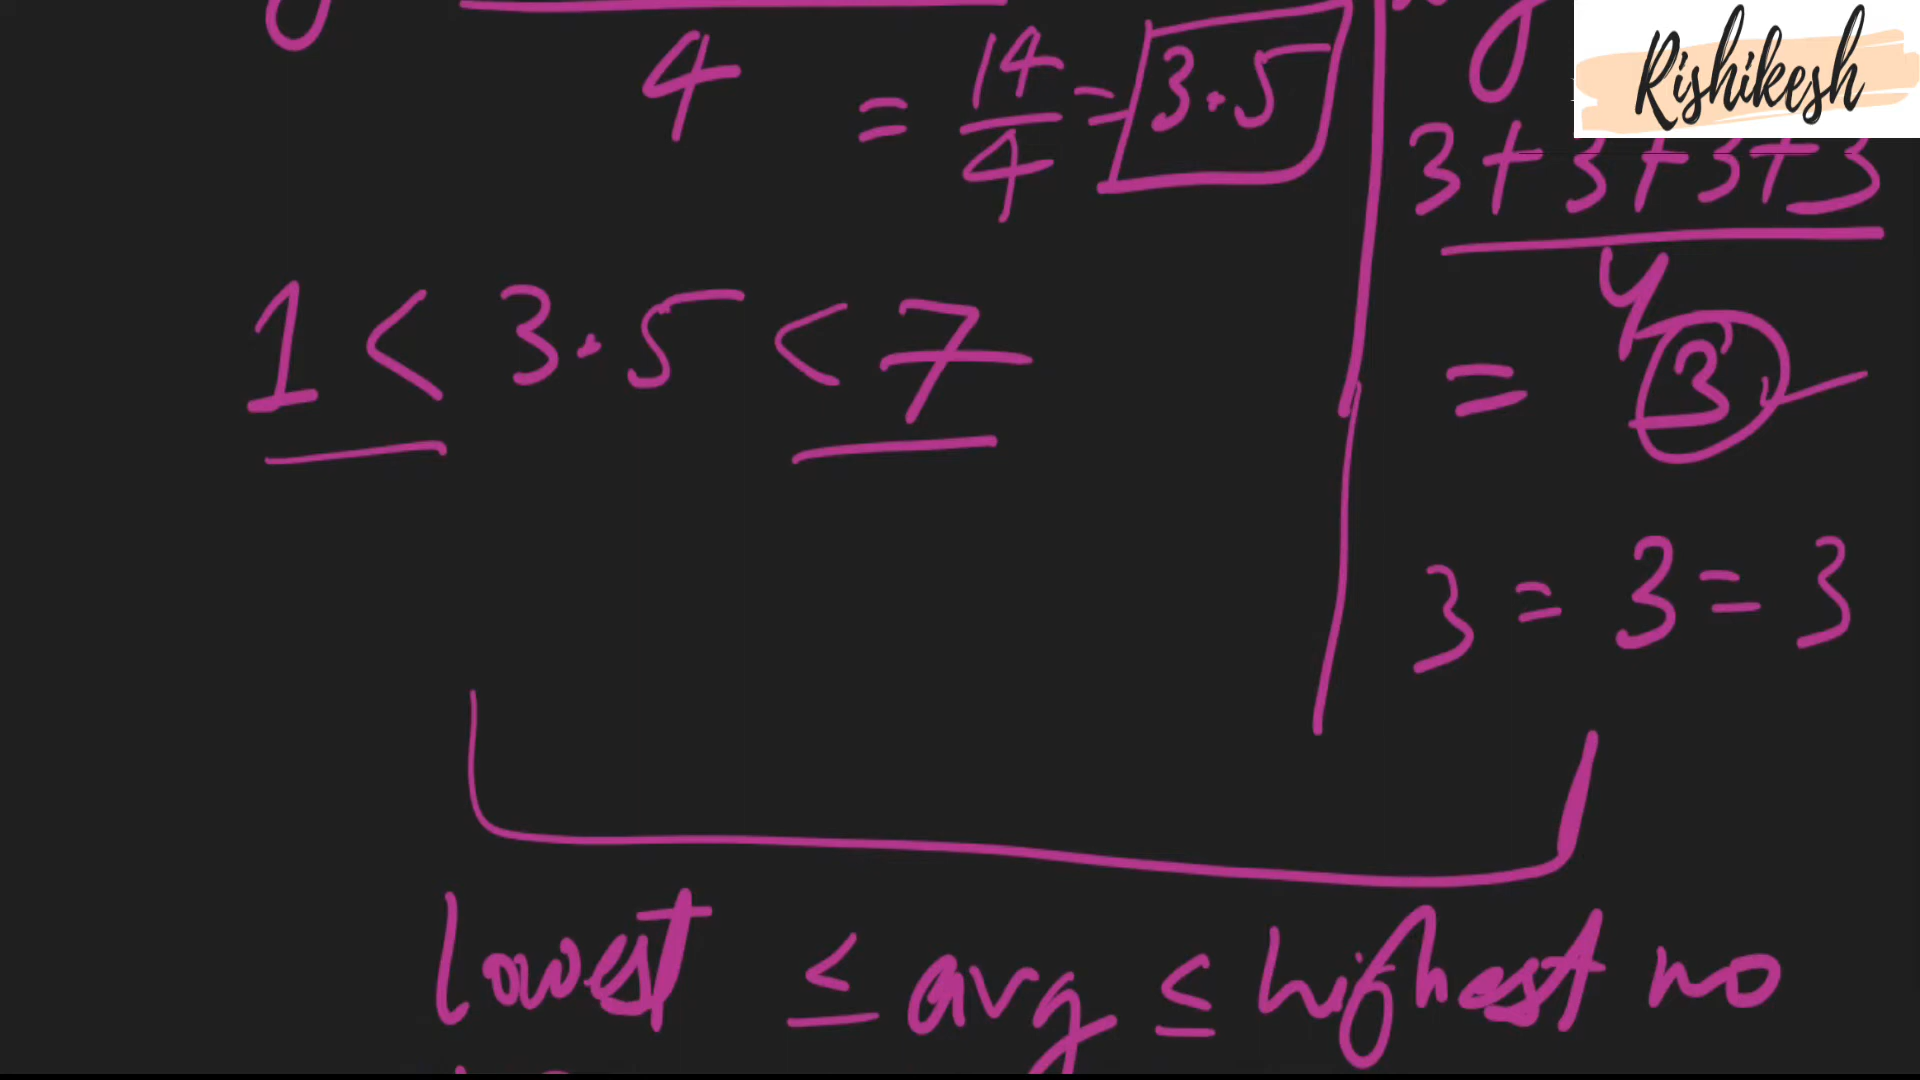 4 = 14/4 = 3.5
1 < 3.5 < 7
Rishikesh
3+3+3+3
4
= 3
3 = 3 = 3
lowest ≤ avg ≤ highest no